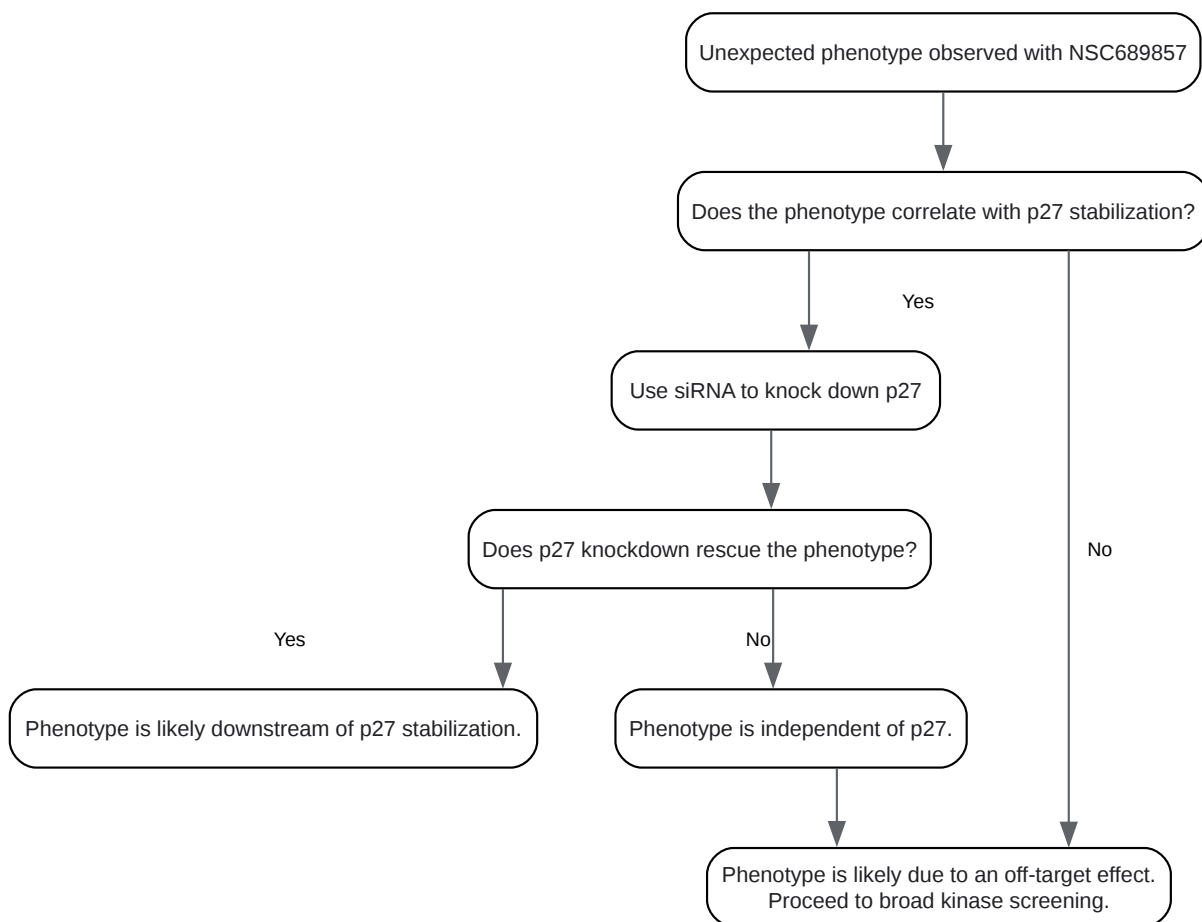 Unexpected phenotype observed with NSC689857
Does the phenotype correlate with p27 stabilization?
Yes
Use siRNA to knock down p27
Does p27 knockdown rescue the phenotype?
No
Yes
No
Phenotype is likely downstream of p27 stabilization.
Phenotype is independent of p27.
Phenotype is likely due to an off-target effect.
Proceed to broad kinase screening.